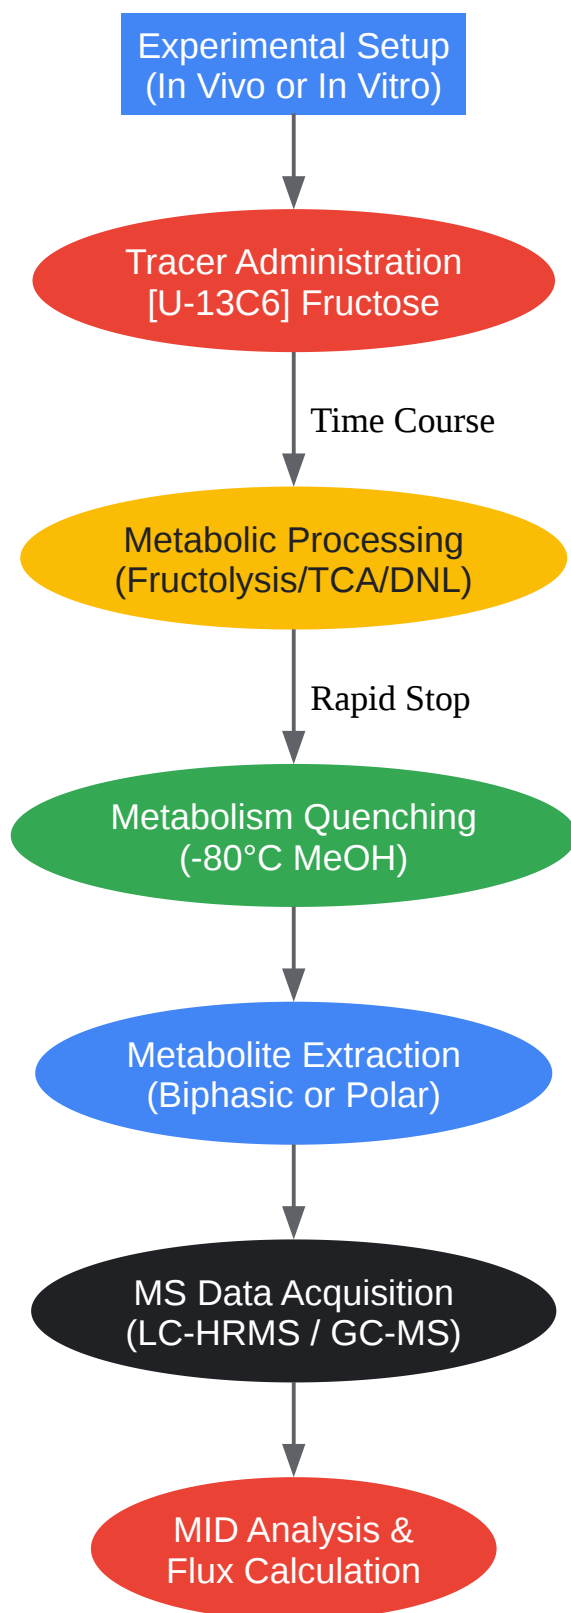 Experimental Setup
(In Vivo or In Vitro)
Tracer Administration
[U-13C6] Fructose
Time Course
Metabolic Processing
(Fructolysis/TCA/DNL)
Rapid Stop
Metabolism Quenching
(-80°C MeOH)
Metabolite Extraction
(Biphasic or Polar)
MS Data Acquisition
(LC-HRMS / GC-MS)
MID Analysis &
Flux Calculation